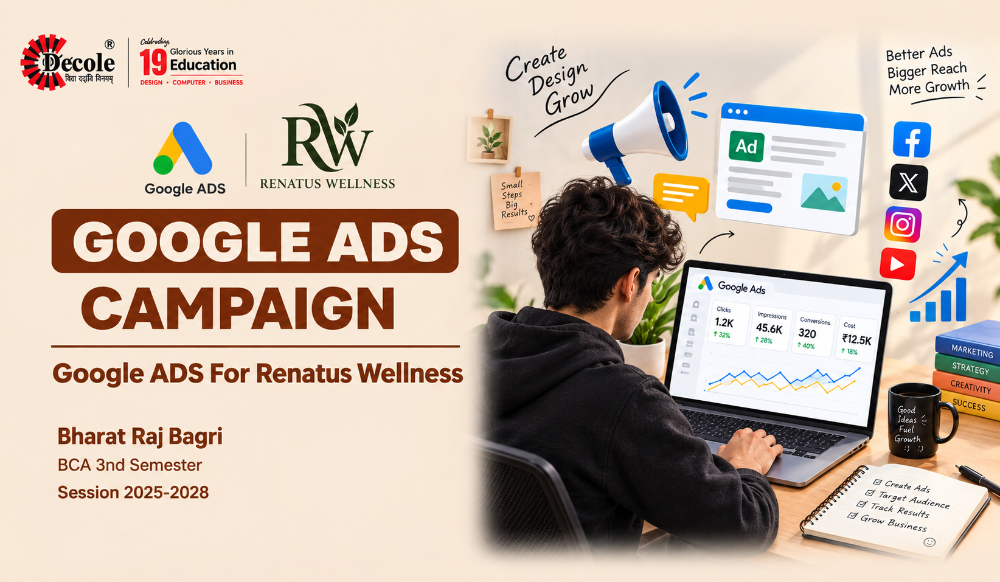 Decole ®
विद्या ददाति विनयम्
Celebrating
19
Glorious Years in
Education
DESIGN • COMPUTER • BUSINESS
Google ADS
RW
RENATUS WELLNESS
GOOGLE ADS
CAMPAIGN
Google ADS For Renatus Wellness
Bharat Raj Bagri
BCA 3nd Semester
Session 2025-2028
Create
Design
Grow
Better Ads
Bigger Reach
More Growth
Small
Steps
Big
Results
Ad
Google Ads
Clicks
1.2K
↑ 32%
Impressions
45.6K
↑ 28%
Conversions
320
↑ 40%
Cost
₹12.5K
↑ 18%
MARKETING
STRATEGY
CREATIVITY
SUCCESS
Good
Ideas
Fuel
Growth
:) :)
Create Ads
Target Audience
Track Results
Grow Business